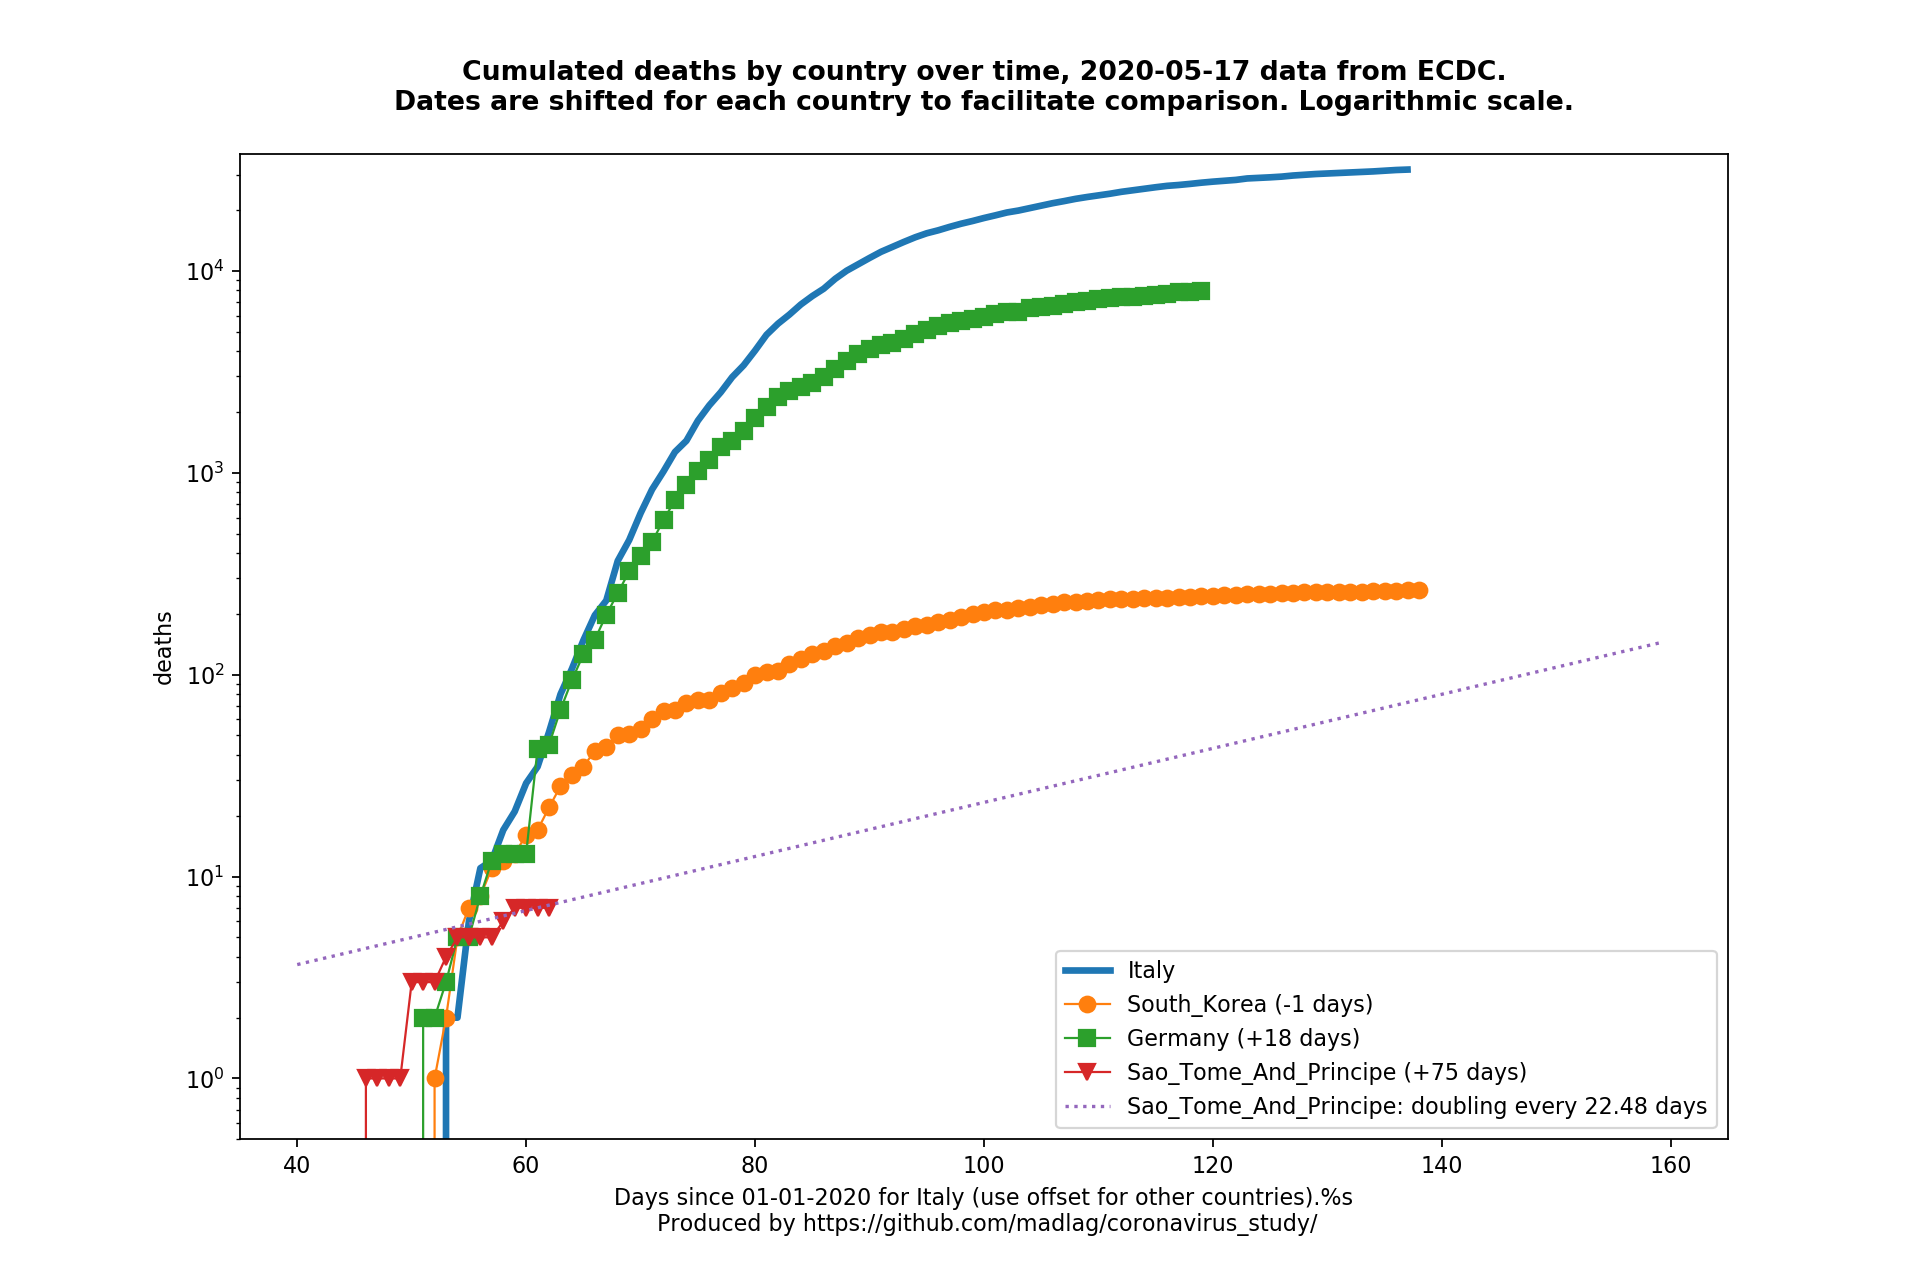 Cumulated deaths by country over time, 2020-05-17 data from ECDC.
Dates are shifted for each country to facilitate comparison. Logarithmic scale.
10⁴
10³
10²
10¹
10⁰
deaths
Italy
South_Korea (-1 days)
Germany (+18 days)
Sao_Tome_And_Principe (+75 days)
Sao_Tome_And_Principe: doubling every 22.48 days
40 60 80 100 120 140 160
Days since 01-01-2020 for Italy (use offset for other countries).%s
Produced by https://github.com/madlag/coronavirus_study/